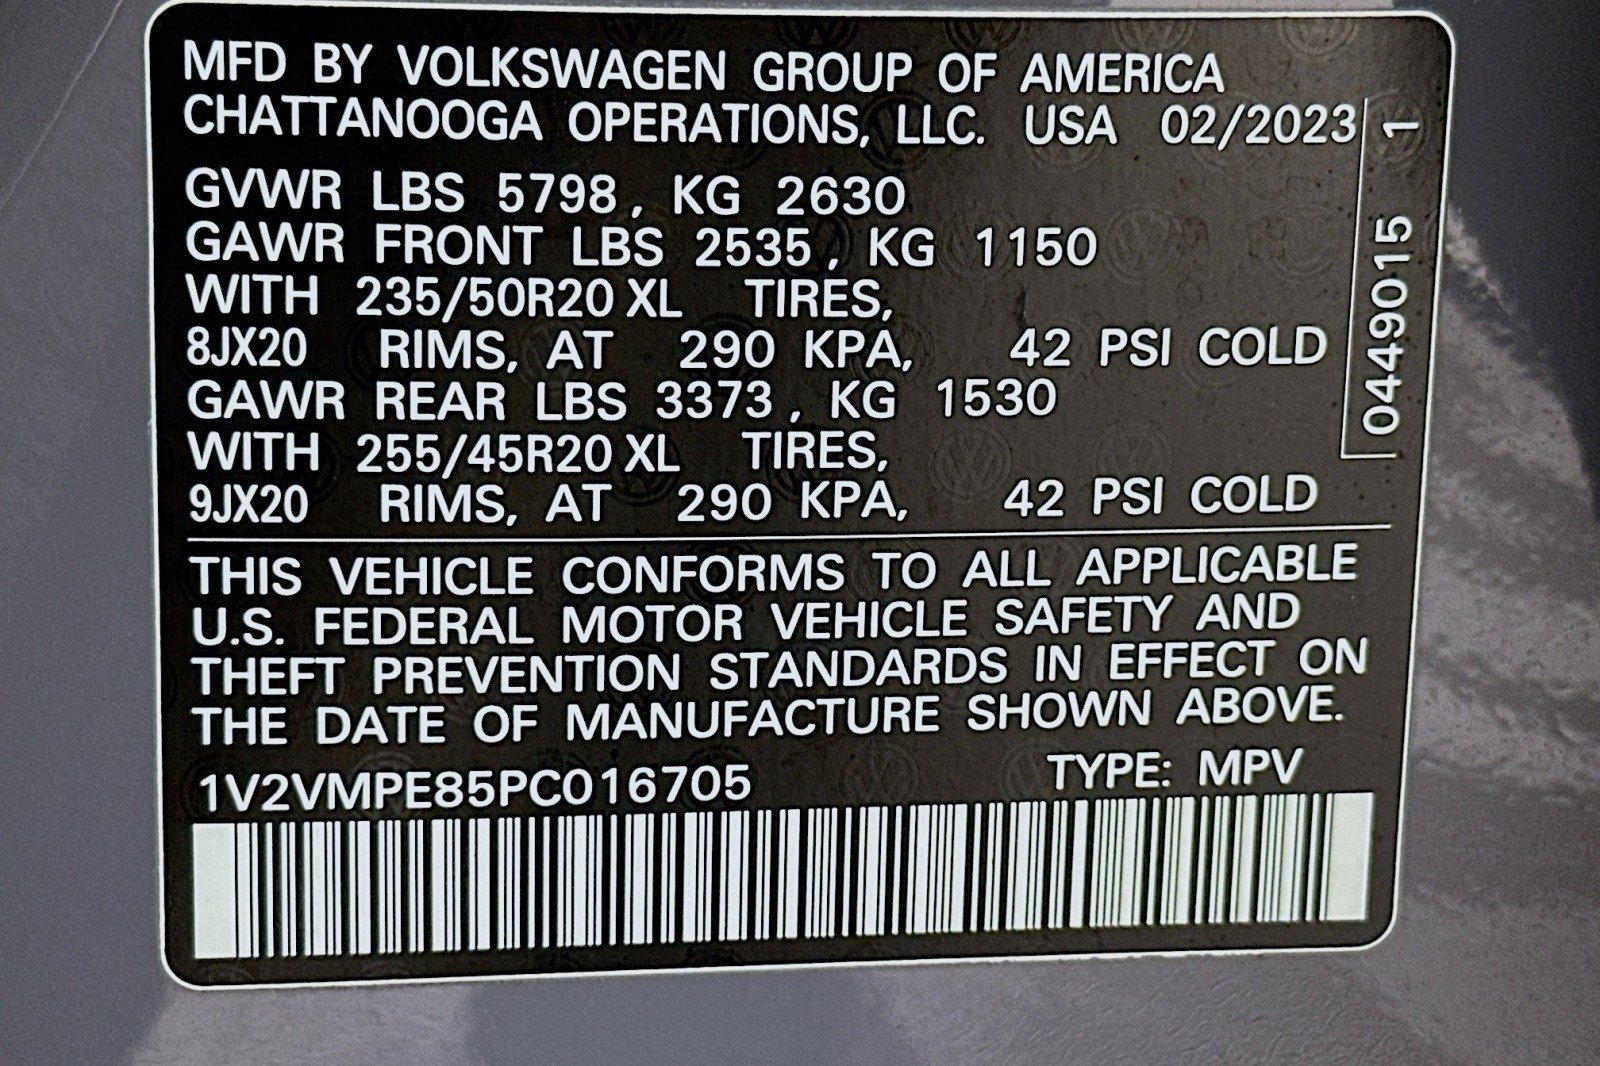 MFD BY VOLKSWAGEN GROUP OF AMERICA
CHATTANOOGA OPERATIONS, LLC. USA 02/2023
GVWR LBS 5798, KG 2630
GAWR FRONT LBS 2535, KG 1150
WITH 235/50R20 XL TIRES,
8JX20 RIMS, AT 290 KPA, 42 PSI COLD
GAWR REAR LBS 3373, KG 1530
WITH 255/45R20 XL TIRES,
9JX20 RIMS, AT 290 KPA, 42 PSI COLD
THIS VEHICLE CONFORMS TO ALL APPLICABLE
U.S. FEDERAL MOTOR VEHICLE SAFETY AND
THEFT PREVENTION STANDARDS IN EFFECT ON
THE DATE OF MANUFACTURE SHOWN ABOVE.
1V2VMPE85PC016705 TYPE: MPV
0449015 1